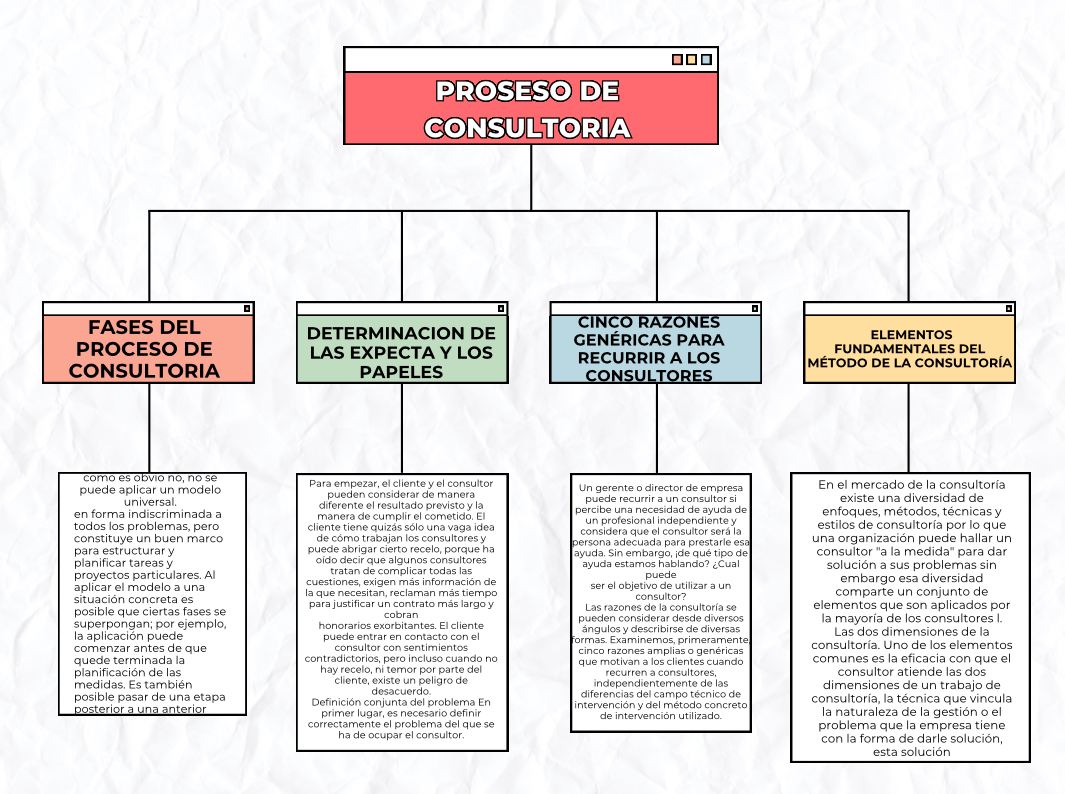 PROSESO DE
CONSULTORIA
FASES DEL
PROCESO DE
CONSULTORIA
DETERMINACION DE
LAS EXPECTA Y LOS
PAPELES
CINCO RAZONES
GENÉRICAS PARA
RECURRIR A LOS
CONSULTORES
ELEMENTOS
FUNDAMENTALES DEL
MÉTODO DE LA CONSULTORÍA
como es obvio no, no se
puede aplicar un modelo
universal.
en forma indiscriminada a
todos los problemas, pero
constituye un buen marco
para estructurar y
planificar tareas y
proyectos particulares. Al
aplicar el modelo a una
situación concreta es
posible que ciertas fases se
superpongan; por ejemplo,
la aplicación puede
comenzar antes de que
quede terminada la
planificación de las
medidas. Es también
posible pasar de una etapa
posterior a una anterior
Para empezar, el cliente y el consultor
pueden considerar de manera
diferente el resultado previsto y la
manera de cumplir el cometido. El
cliente tiene quizás sólo una vaga idea
de cómo trabajan los consultores y
puede abrigar cierto recelo, porque ha
oído decir que algunos consultores
tratan de complicar todas las
cuestiones, exigen más información de
la que necesitan, reclaman más tiempo
para justificar un contrato más largo y
cobran
honorarios exorbitantes. El cliente
puede entrar en contacto con el
consultor con sentimientos
contradictorios, pero incluso cuando no
hay recelo, ni temor por parte del
cliente, existe un peligro de
desacuerdo.
Definición conjunta del problema En
primer lugar, es necesario definir
correctamente el problema del que se
ha de ocupar el consultor.
Un gerente o director de empresa
puede recurrir a un consultor si
percibe una necesidad de ayuda de
un profesional independiente y
considera que el consultor será la
persona adecuada para prestarle esa
ayuda. Sin embargo, ¡de qué tipo de
ayuda estamos hablando? ¿Cual
puede
ser el objetivo de utilizar a un
consultor?
Las razones de la consultoría se
pueden considerar desde diversos
ángulos y describirse de diversas
formas. Examinemos, primeramente,
cinco razones amplias o genéricas
que motivan a los clientes cuando
recurren a consultores,
independientemente de las
diferencias del campo técnico de
intervención y del método concreto
de intervención utilizado.
En el mercado de la consultoría
existe una diversidad de
enfoques, métodos, técnicas y
estilos de consultoría por lo que
una organización puede hallar un
consultor "a la medida" para dar
solución a sus problemas sin
embargo esa diversidad
comparte un conjunto de
elementos que son aplicados por
la mayoría de los consultores l.
Las dos dimensiones de la
consultoría. Uno de los elementos
comunes es la eficacia con que el
consultor atiende las dos
dimensiones de un trabajo de
consultoría, la técnica que vincula
la naturaleza de la gestión o el
problema que la empresa tiene
con la forma de darle solución,
esta solución